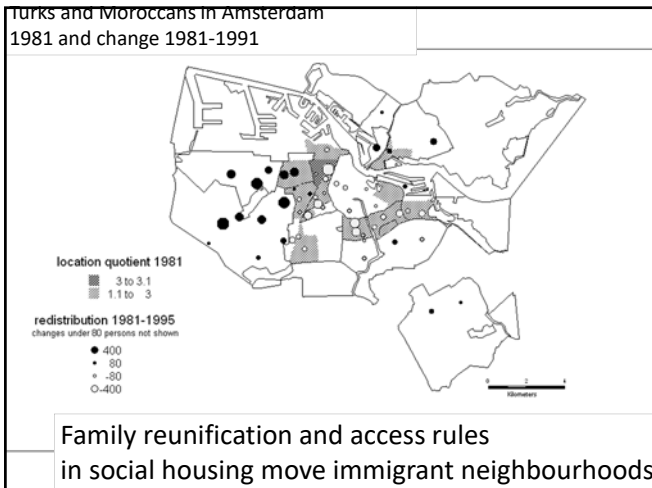 Turks and Moroccans in Amsterdam
1981 and change 1981-1991
location quotient 1981
3 to 3.1
1.1 to 3
redistribution 1981-1995
changes under 80 persons not shown
400
80
-80
-400
0 2 4
Kilometers
Family reunification and access rules
in social housing move immigrant neighbourhoods